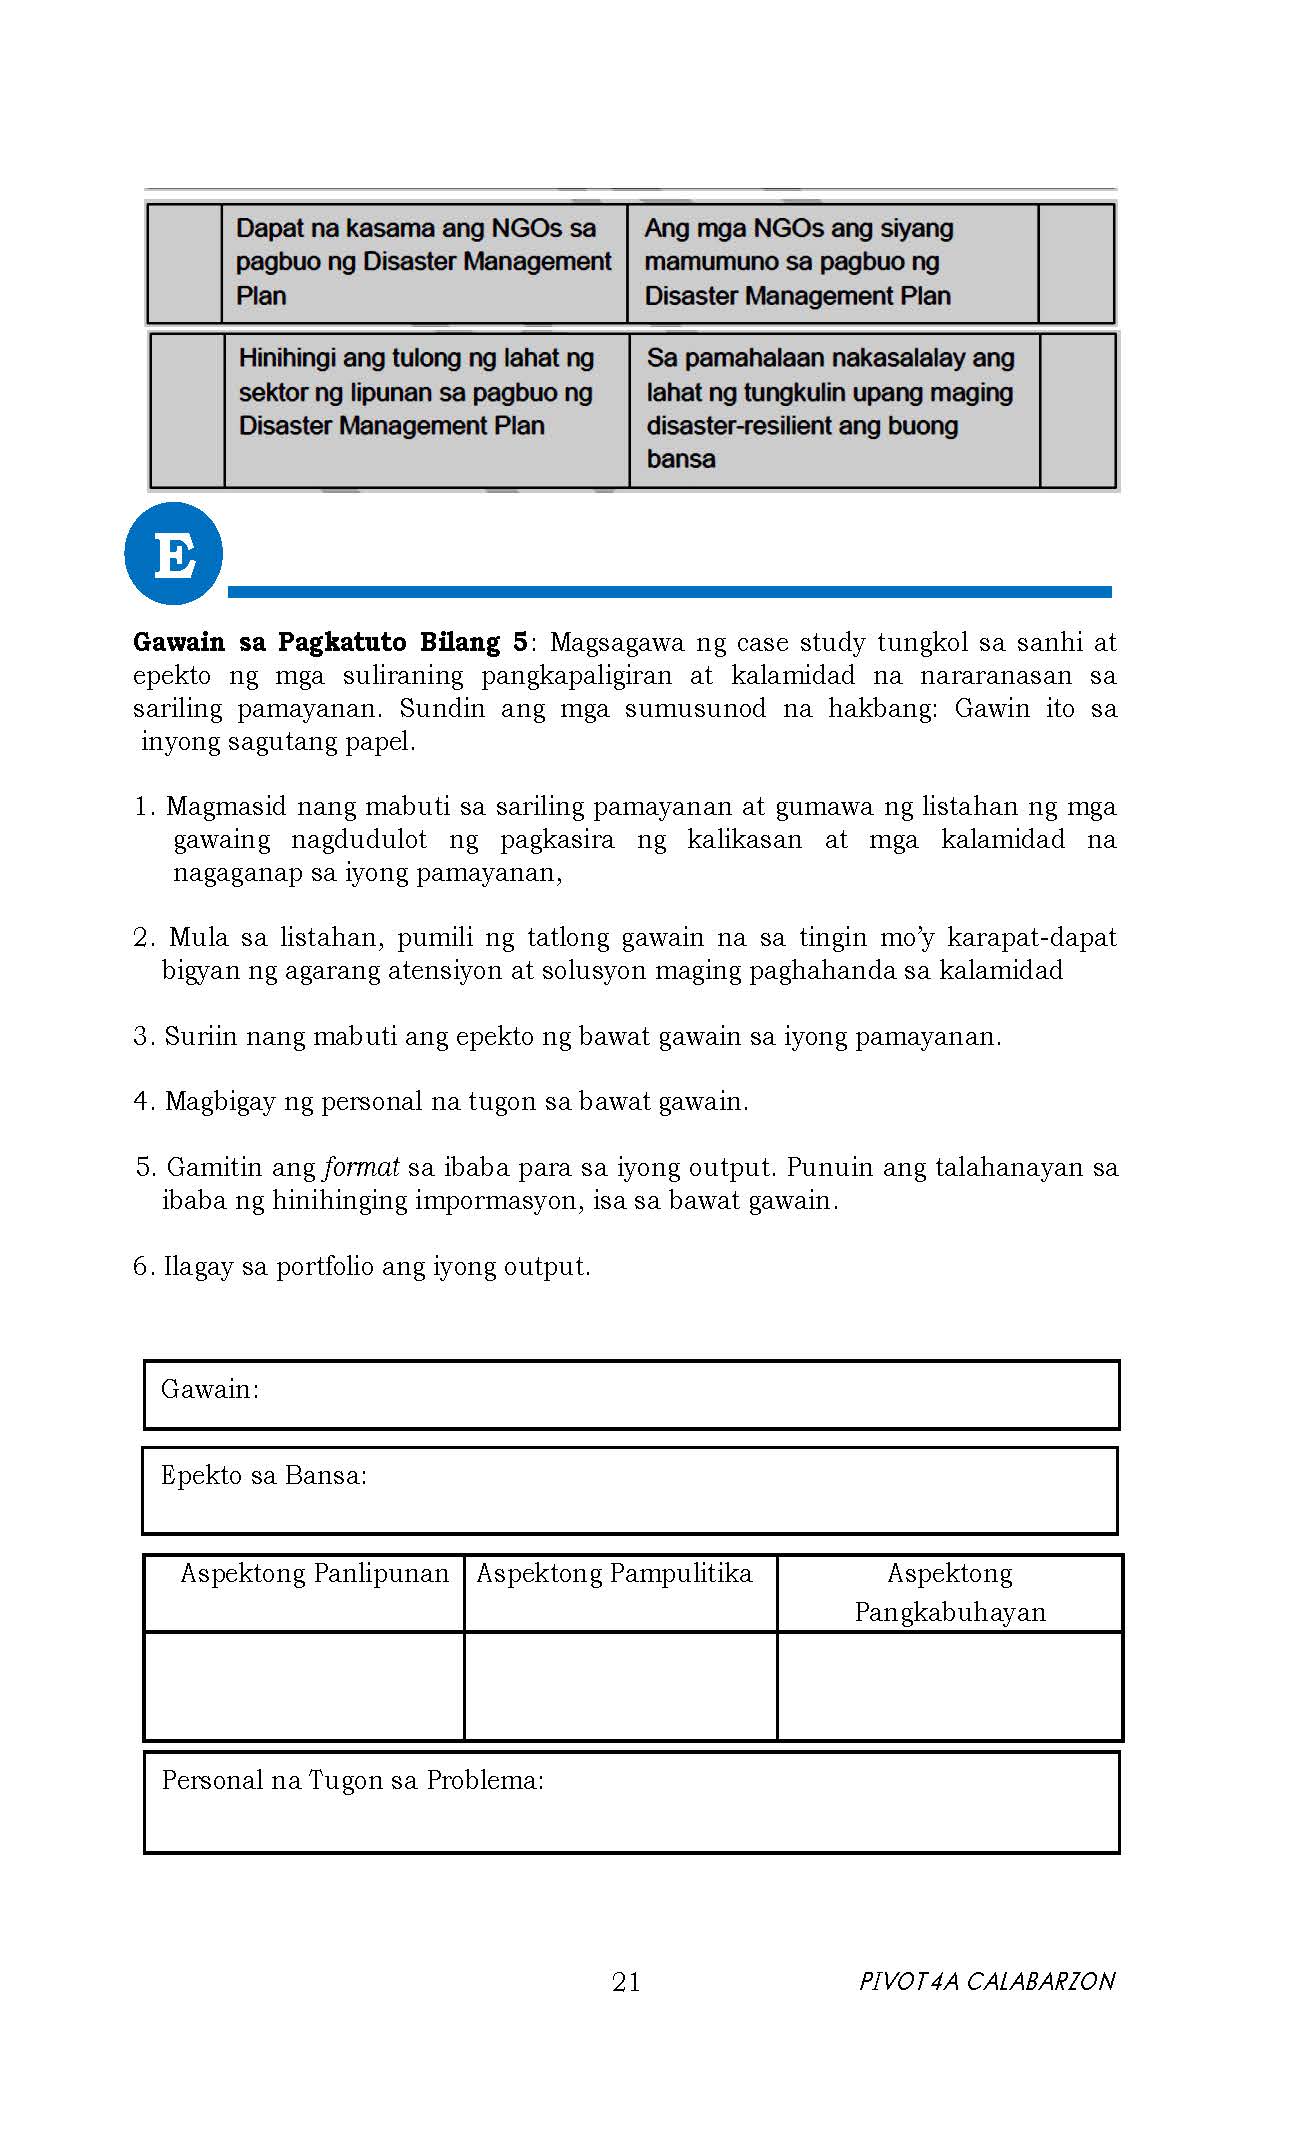 Dapat na kasama ang NGOs sa
pagbuo ng Disaster Management
Plan
Ang mga NGOs ang siyang
mamumuno sa pagbuo ng
Disaster Management Plan
Hinihingi ang tulong ng lahat ng
sektor ng lipunan sa pagbuo ng
Disaster Management Plan
Sa pamahalaan nakasalalay ang
lahat ng tungkulin upang maging
disaster-resilient ang buong
bansa
E
Gawain sa Pagkatuto Bilang 5: Magsagawa ng case study tungkol sa sanhi at
epekto ng mga suliraning pangkapaligiran at kalamidad na nararanasan sa
sariling pamayanan. Sundin ang mga sumusunod na hakbang: Gawin ito sa
inyong sagutang papel.
1. Magmasid nang mabuti sa sariling pamayanan at gumawa ng listahan ng mga
gawaing nagdudulot ng pagkasira ng kalikasan at mga kalamidad na
nagaganap sa iyong pamayanan,
2. Mula sa listahan, pumili ng tatlong gawain na sa tingin mo’y karapat-dapat
bigyan ng agarang atensiyon at solusyon maging paghahanda sa kalamidad
3. Suriin nang mabuti ang epekto ng bawat gawain sa iyong pamayanan.
4. Magbigay ng personal na tugon sa bawat gawain.
5. Gamitin ang format sa ibaba para sa iyong output. Punuin ang talahanayan sa
ibaba ng hinihinging impormasyon, isa sa bawat gawain.
6. Ilagay sa portfolio ang iyong output.
Gawain:
Epekto sa Bansa:
Aspektong Panlipunan
Aspektong Pampulitika
Aspektong
Pangkabuhayan
Personal na Tugon sa Problema:
21
PIVOT4A CALABARZON